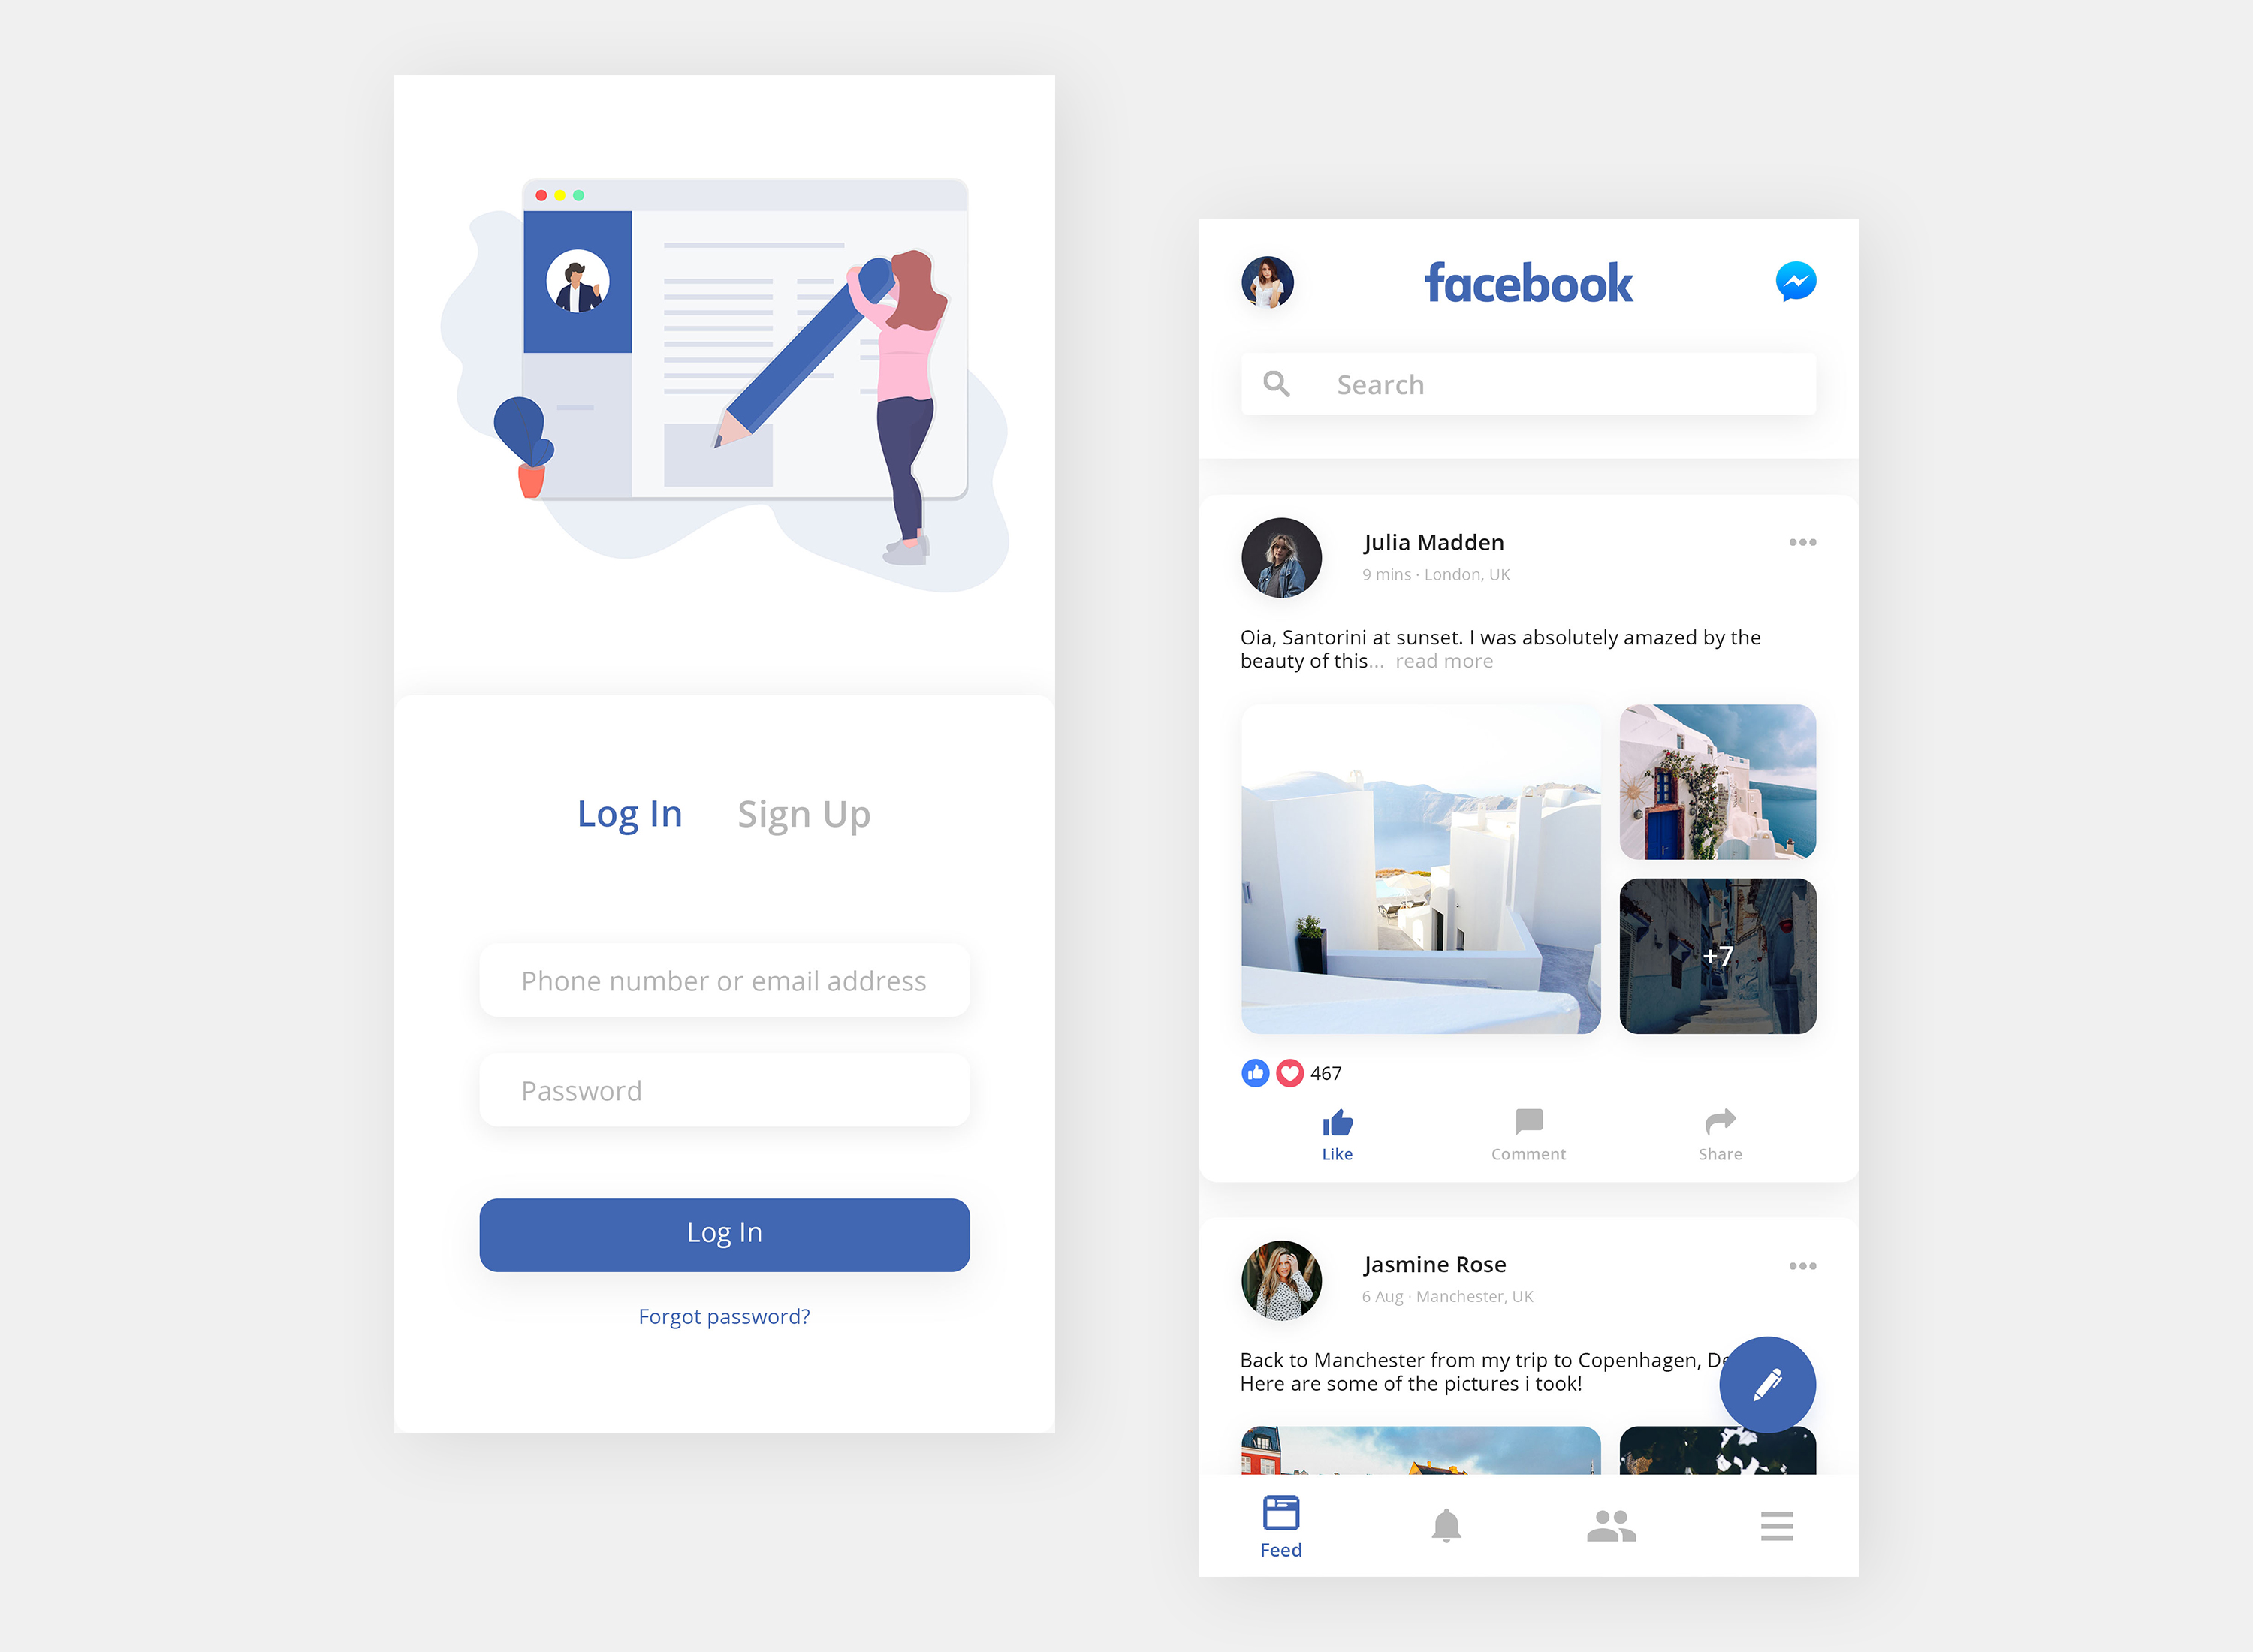 Log In
Sign Up
Phone number or email address
Password
Log In
Forgot password?
facebook
Search
Julia Madden
9 mins · London, UK
Oia, Santorini at sunset. I was absolutely amazed by the
beauty of this... read more
+7
467
Like
Comment
Share
Jasmine Rose
6 Aug · Manchester, UK
Back to Manchester from my trip to Copenhagen,
Here are some of the pictures i took!
Feed